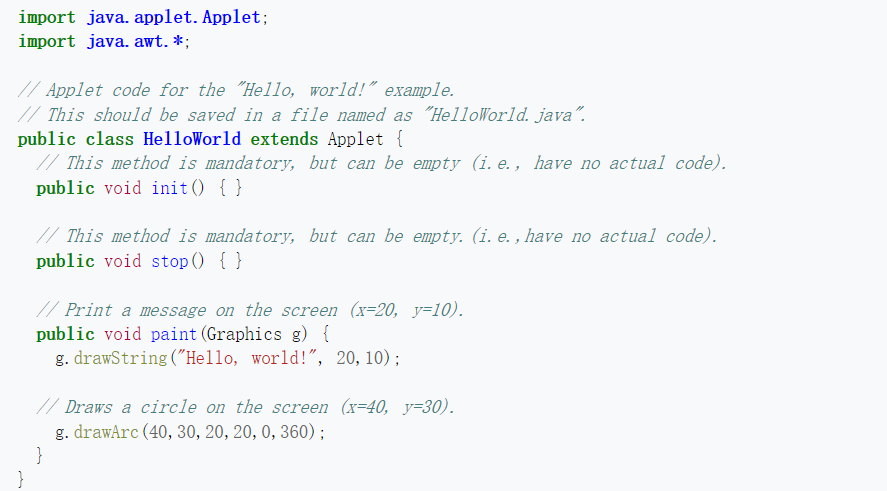 import java.applet.Applet;
import java.awt.*;

// Applet code for the "Hello, world!" example.
// This should be saved in a file named as "HelloWorld.java".
public class HelloWorld extends Applet {
  // This method is mandatory, but can be empty (i.e., have no actual code).
  public void init() { }

  // This method is mandatory, but can be empty.(i.e.,have no actual code).
  public void stop() { }

  // Print a message on the screen (x=20, y=10).
  public void paint(Graphics g) {
    g.drawString("Hello, world!", 20,10);

  // Draws a circle on the screen (x=40, y=30).
    g.drawArc(40,30,20,20,0,360);
  }
}